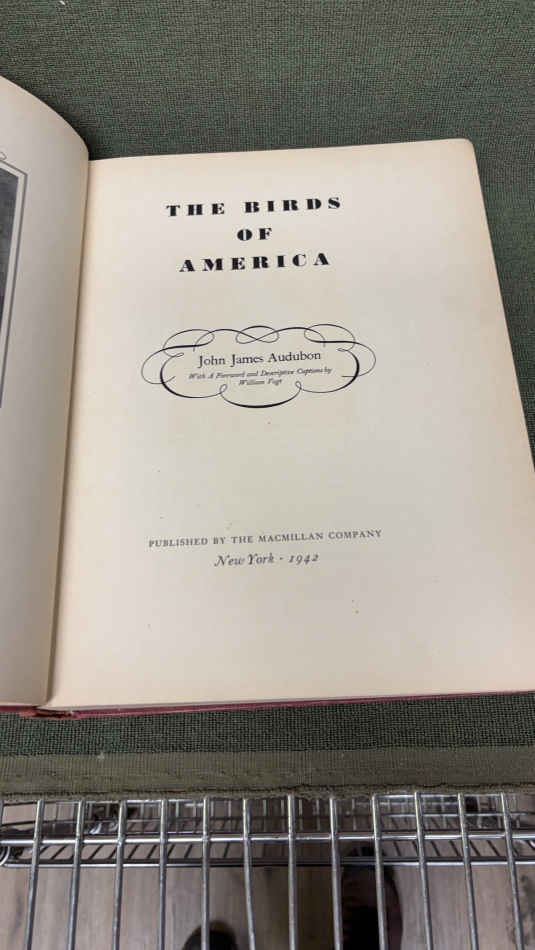 THE BIRDS
OF
AMERICA
John James Audubon
With A Foreword and Descriptive Captions by
William Vogt
PUBLISHED BY THE MACMILLAN COMPANY
New York · 1942